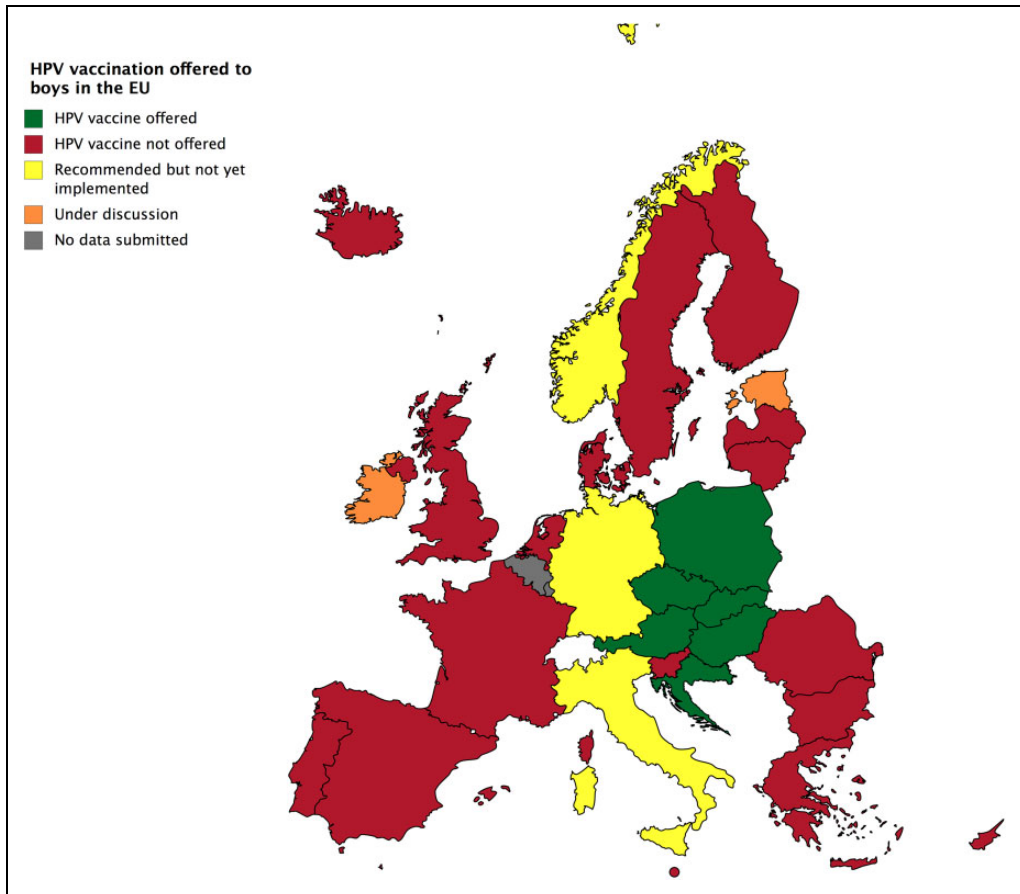 HPV vaccination offered to
boys in the EU
HPV vaccine offered
HPV vaccine not offered
Recommended but not yet
implemented
Under discussion
No data submitted